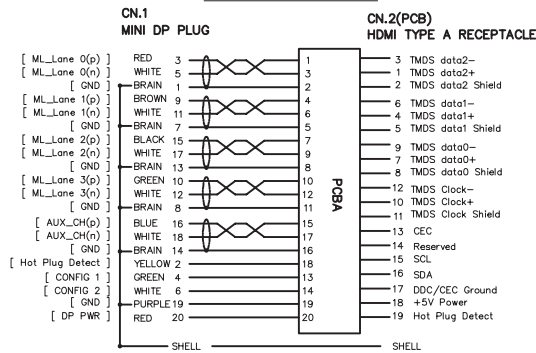 CN.1
MINI DP PLUG
CN.2(PCB)
HDMI TYPE A RECEPTACLE
[ ML_Lane 0(p) ] RED 3 1
[ ML_Lane 0(n) ] WHITE 5 3
[ GND ] BRAIN 1 2
[ ML_Lane 1(p) ] BROWN 9 4
[ ML_Lane 1(n) ] WHITE 11 6
[ GND ] BRAIN 7 5
[ ML_Lane 2(p) ] BLACK 15 7
[ ML_Lane 2(n) ] WHITE 17 9
[ GND ] BRAIN 13 8
[ ML_Lane 3(p) ] GREEN 10 10
[ ML_Lane 3(n) ] WHITE 12 12
[ GND ] BRAIN 8 11
[ AUX_CH(p) ] BLUE 16 15
[ AUX_CH(n) ] WHITE 18 17
[ GND ] BRAIN 14 16
[ Hot Plug Detect ] YELLOW 2 18
[ CONFIG 1 ] GREEN 4 13
[ CONFIG 2 ] WHITE 6 14
[ GND ] PURPLE 19 19
[ DP PWR ] RED 20 20
PCBA
3 TMDS data2-
1 TMDS data2+
2 TMDS data2 Shield
6 TMDS data1-
4 TMDS data1+
5 TMDS data1 Shield
9 TMDS data0-
7 TMDS data0+
8 TMDS data0 Shield
12 TMDS Clock-
10 TMDS Clock+
11 TMDS Clock Shield
13 CEC
14 Reserved
15 SCL
16 SDA
17 DDC/CEC Ground
18 +5V Power
19 Hot Plug Detect
SHELL SHELL